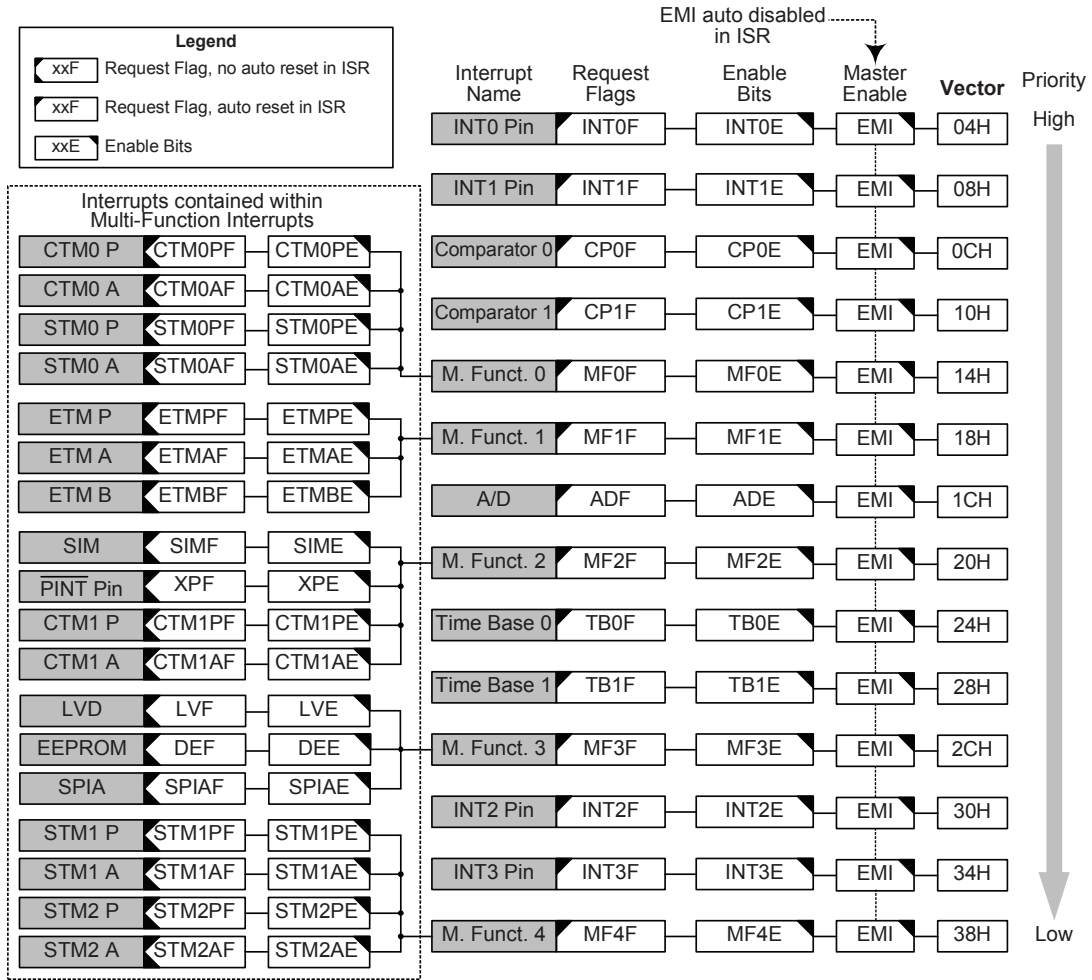 EMI auto disabled
in ISR
Legend
xxF Request Flag, no auto reset in ISR
xxF Request Flag, auto reset in ISR
xxE Enable Bits
Interrupt Name Request Flags Enable Bits Master Enable Vector Priority
High
INT0 Pin INT0F INT0E EMI 04H
INT1 Pin INT1F INT1E EMI 08H
Comparator 0 CP0F CP0E EMI 0CH
Comparator 1 CP1F CP1E EMI 10H
M. Funct. 0 MF0F MF0E EMI 14H
M. Funct. 1 MF1F MF1E EMI 18H
A/D ADF ADE EMI 1CH
M. Funct. 2 MF2F MF2E EMI 20H
Time Base 0 TB0F TB0E EMI 24H
Time Base 1 TB1F TB1E EMI 28H
M. Funct. 3 MF3F MF3E EMI 2CH
INT2 Pin INT2F INT2E EMI 30H
INT3 Pin INT3F INT3E EMI 34H
M. Funct. 4 MF4F MF4E EMI 38H
Low
Interrupts contained within
Multi-Function Interrupts
CTM0 P CTM0PF CTM0PE
CTM0 A CTM0AF CTM0AE
STM0 P STM0PF STM0PE
STM0 A STM0AF STM0AE
ETM P ETMPF ETMPE
ETM A ETMAF ETMAE
ETM B ETMBF ETMBE
SIM SIMF SIME
PINT Pin XPF XPE
CTM1 P CTM1PF CTM1PE
CTM1 A CTM1AF CTM1AE
LVD LVF LVE
EEPROM DEF DEE
SPIA SPIAF SPIAE
STM1 P STM1PF STM1PE
STM1 A STM1AF STM1AE
STM2 P STM2PF STM2PE
STM2 A STM2AF STM2AE